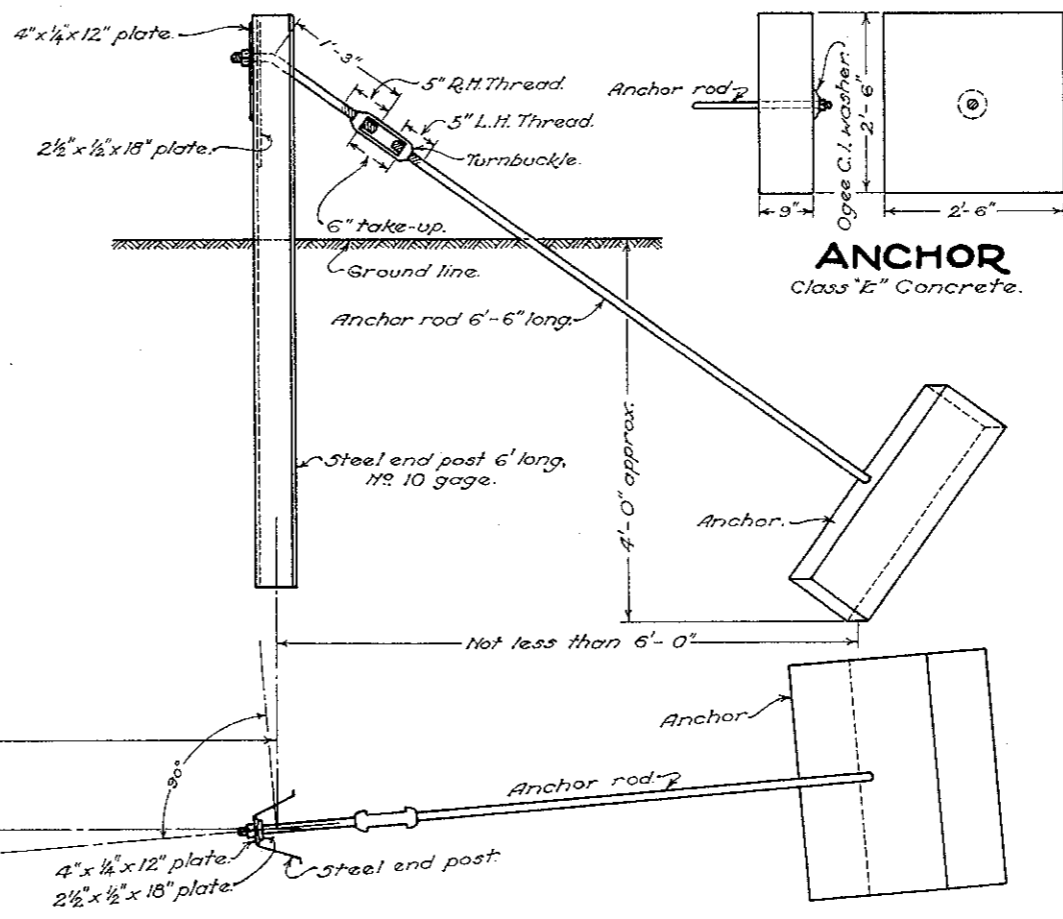 4"x¼"x12" plate.
1'-3"
5" R.H. Thread.
5" L.H. Thread.
2½"x½"x18" plate.
Turnbuckle.
6" take-up.
Ground line.
Anchor rod 6'-6" long.
Steel end post 6' long,
Nº 10 gage.
4'-0" approx.
Anchor.
Not less than 6'-0"
Anchor rod
Ogee C.I. washer.
2'-6"
9"
2'-6"
ANCHOR
Class "E" Concrete.
90°
Anchor
Anchor rod.
4"x¼"x12" plate.
2½"x½"x18" plate.
Steel end post.